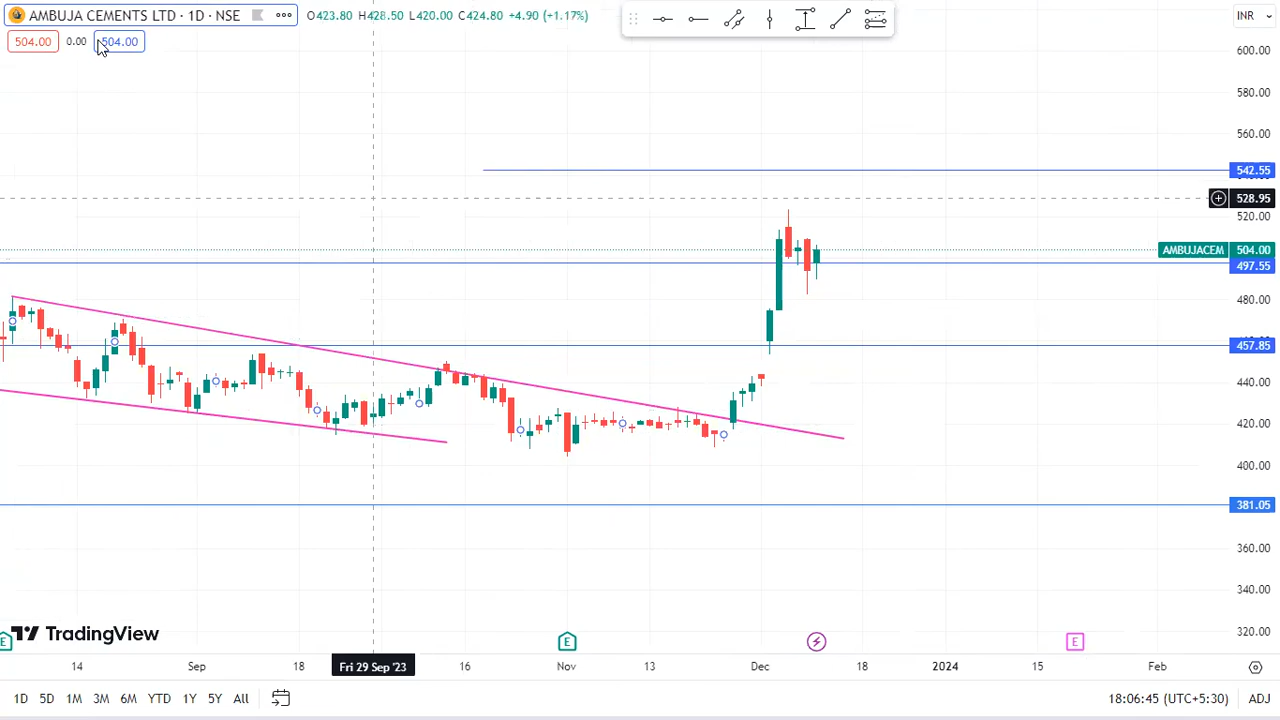 AMBUJA CEMENTS LTD · 1D · NSE O423.80 H428.50 L420.00 C424.80 +4.90 (+1.17%) INR
504.00 0.00 504.00
600.00
580.00
560.00
542.55
528.95
520.00
AMBUJACEM 504.00
497.55
480.00
457.85
440.00
420.00
400.00
381.05
360.00
340.00
320.00
TradingView
E E E
14 Sep 18 Fri 29 Sep '23 16 Nov 13 Dec 18 2024 15 Feb
1D 5D 1M 3M 6M YTD 1Y 5Y All 18:06:45 (UTC+5:30) ADJ